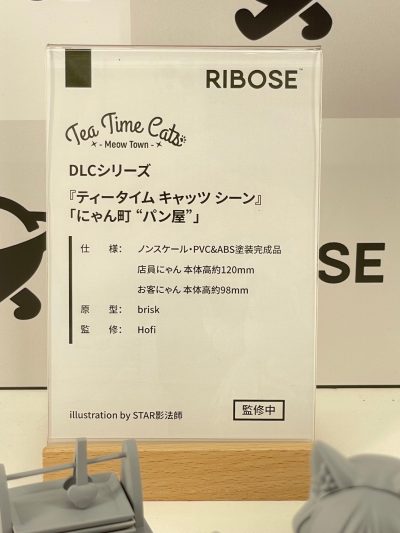 RIBOSE™
Tea Time Cats
- Meow Town -
DLCシリーズ
『ティータイム キャッツ シーン』
「にゃん町 “パン屋”」
仕 様： ノンスケール・PVC&ABS塗装完成品
店員にゃん 本体高約120mm
お客にゃん 本体高約98mm
原 型： brisk
監 修： Hofi
illustration by STAR影法師
監修中
OSE